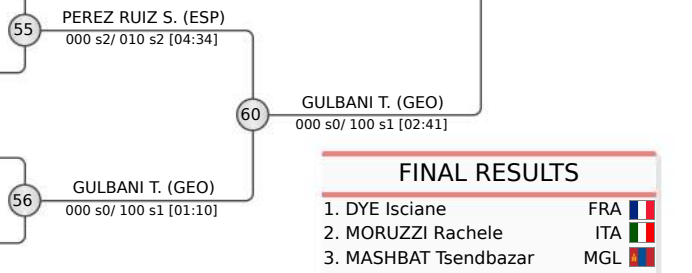 55
PEREZ RUIZ S. (ESP)
000 s2/ 010 s2 [04:34]
60
GULBANI T. (GEO)
000 s0/ 100 s1 [02:41]
56
GULBANI T. (GEO)
000 s0/ 100 s1 [01:10]
FINAL RESULTS
1. DYE Isciane FRA
2. MORUZZI Rachele ITA
3. MASHBAT Tsendbazar MGL